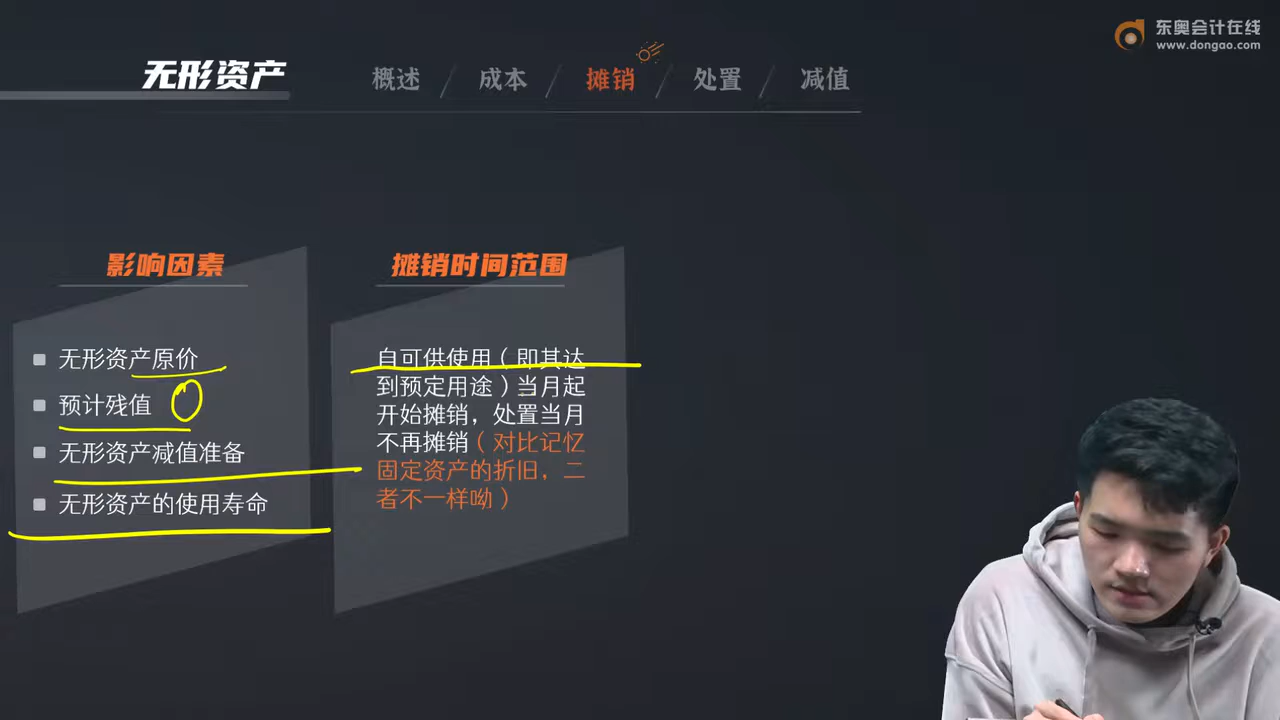 东奥会计在线
www.dongao.com
无形资产
概述 / 成本 / 摊销 / 处置 / 减值
影响因素
无形资产原价
预计残值 0
无形资产减值准备
无形资产的使用寿命
摊销时间范围
自可供使用（即其达
到预定用途）当月起
开始摊销，处置当月
不再摊销（对比记忆
固定资产的折旧，二
者不一样呦）